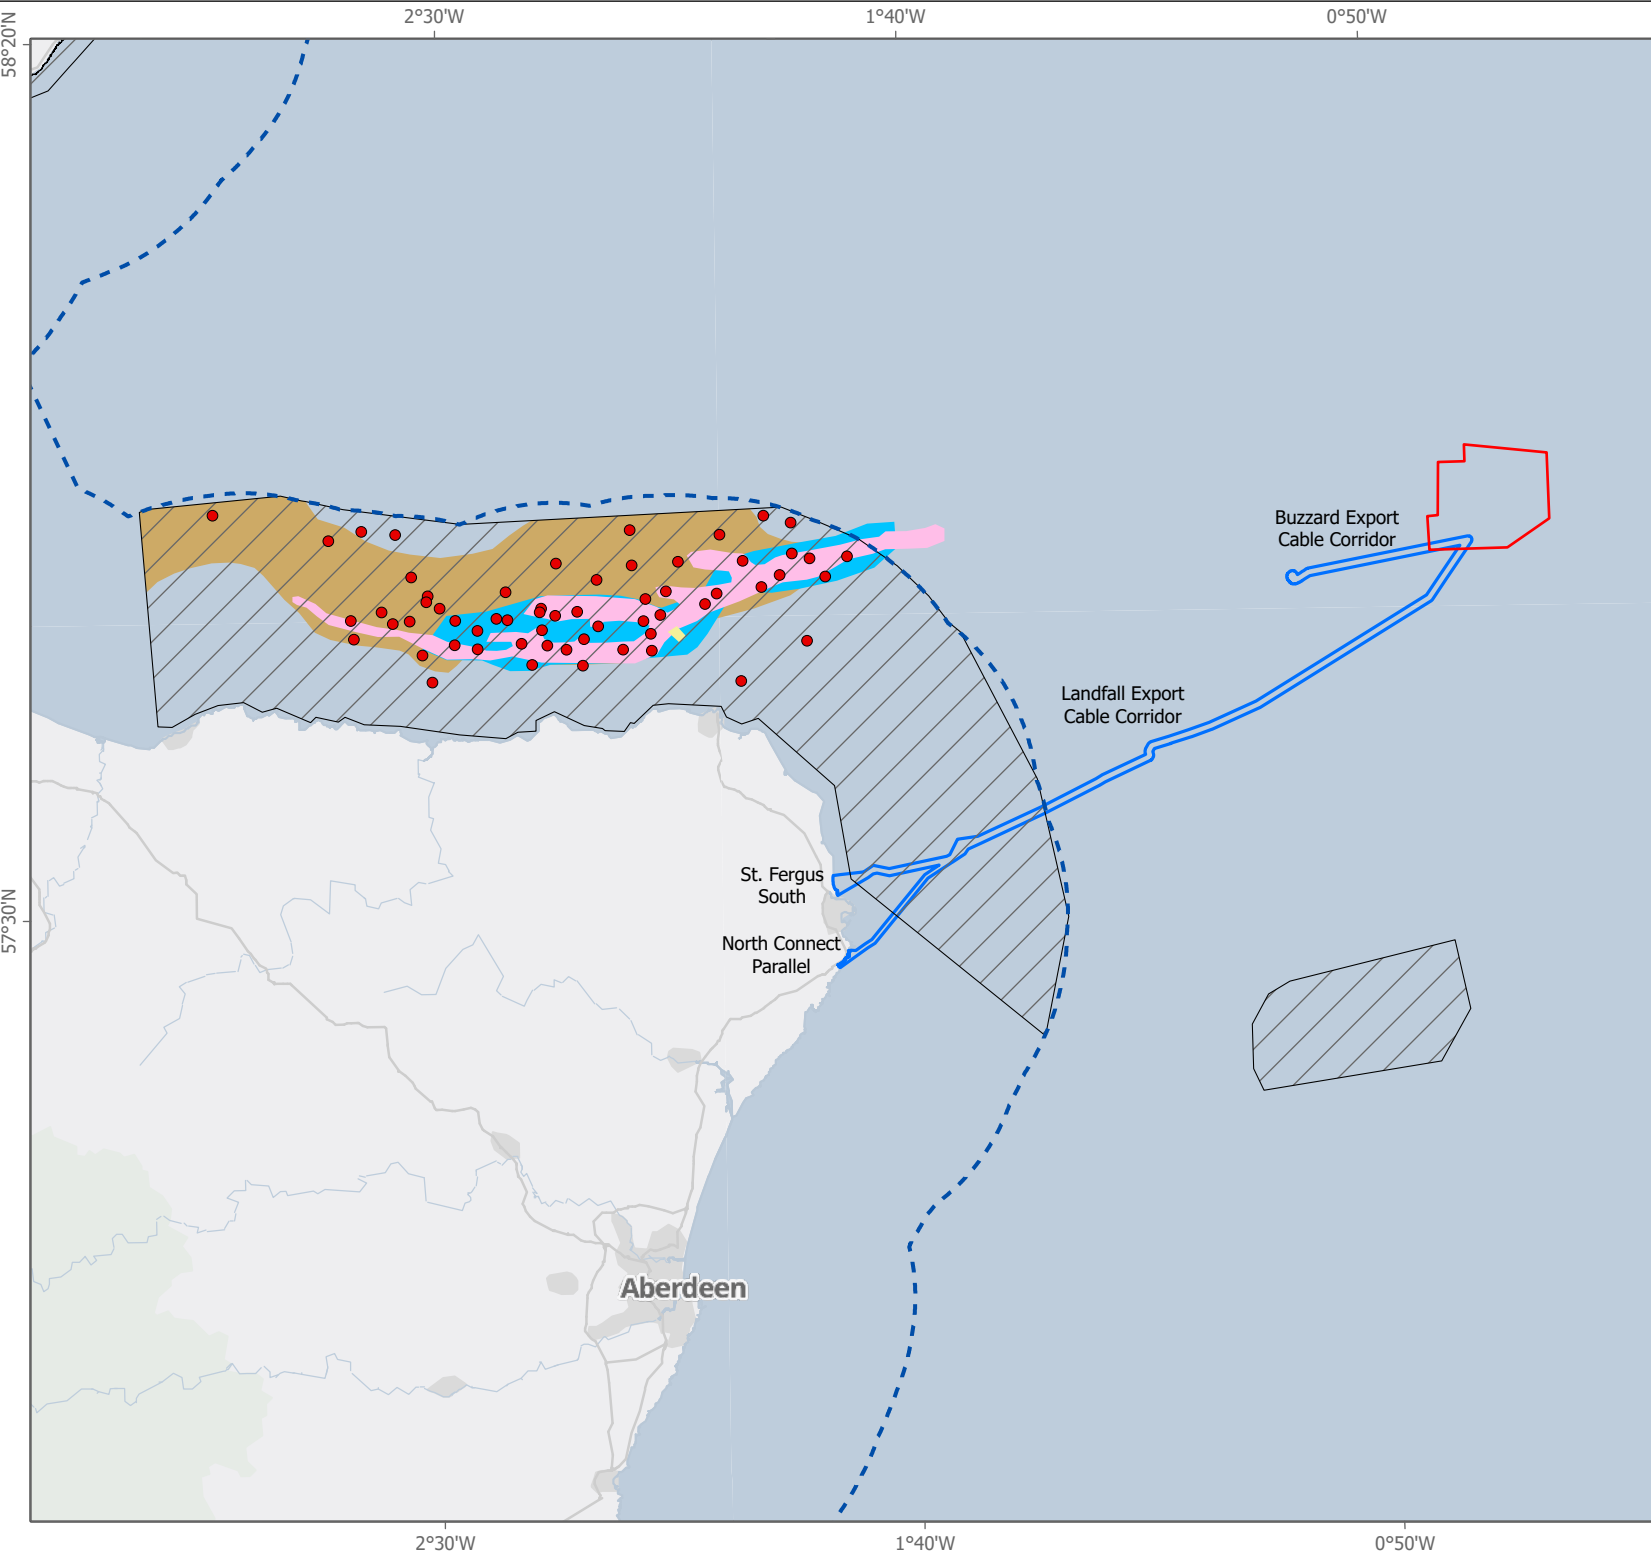 2°30'W
1°40'W
0°50'W
58°20'N
Buzzard Export
Cable Corridor
Landfall Export
Cable Corridor
St. Fergus
South
57°30'N
North Connect
Parallel
Aberdeen
2°30'W
1°40'W
0°50'W